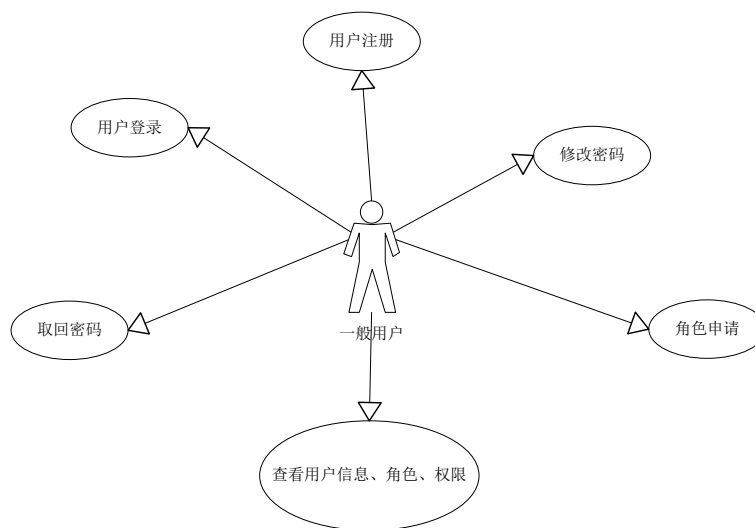 用户注册
用户登录
修改密码
取回密码
一般用户
角色申请
查看用户信息、角色、权限